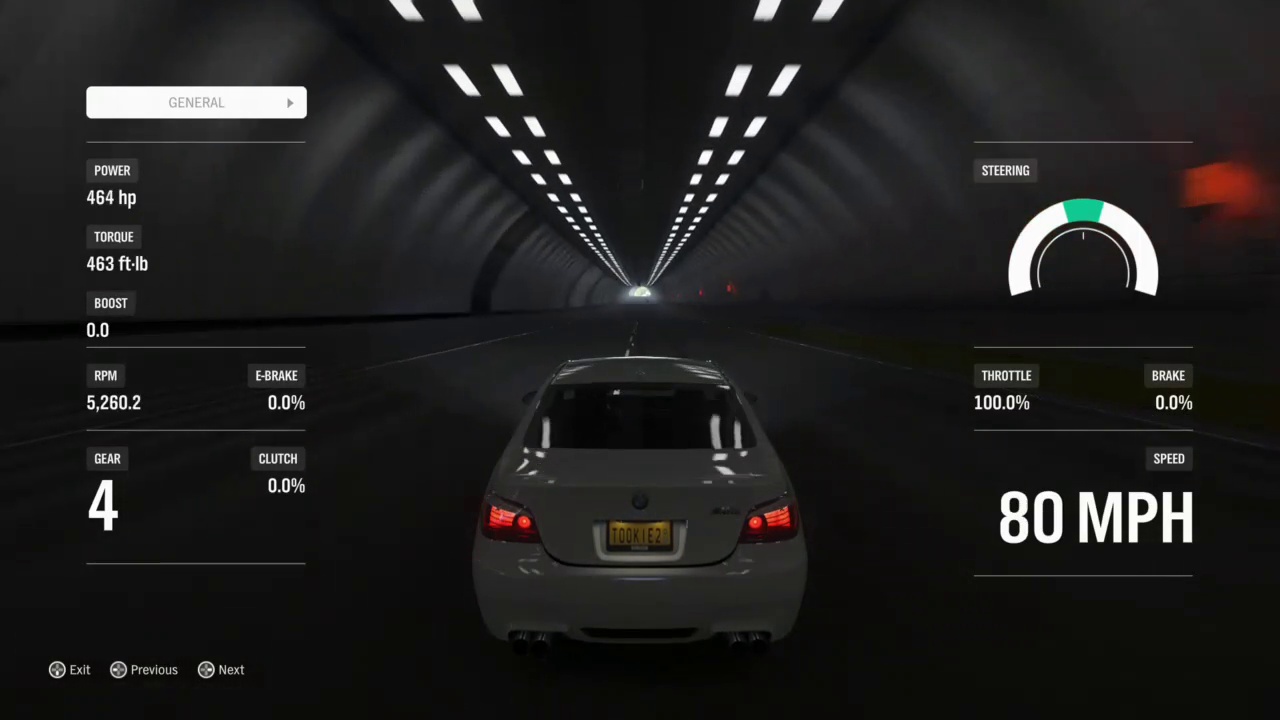 GENERAL
POWER
464 hp
TORQUE
463 ft·lb
BOOST
0.0
RPM
E-BRAKE
5,260.2
0.0%
GEAR
CLUTCH
4
0.0%
STEERING
THROTTLE
BRAKE
100.0%
0.0%
SPEED
80 MPH
TOOKIE2
Exit
Previous
Next